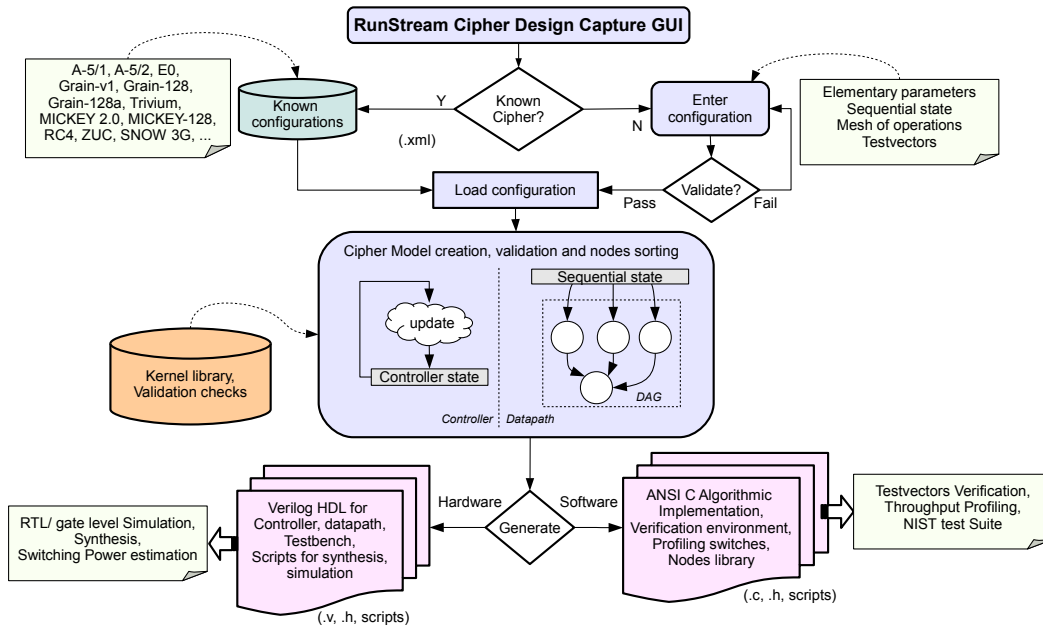 RunStream Cipher Design Capture GUI
A-5/1, A-5/2, E0,
Grain-v1, Grain-128,
Grain-128a, Trivium,
MICKEY 2.0, MICKEY-128,
RC4, ZUC, SNOW 3G, ...
Known
configurations
Y
(.xml)
Known
Cipher?
N
Enter
configuration
Elementary parameters
Sequential state
Mesh of operations
Testvectors
Load configuration
Pass
Validate?
Fail
Cipher Model creation, validation and nodes sorting
update
Controller state
Controller
Sequential state
DAG
Datapath
Kernel library,
Validation checks
Hardware
Generate
Software
RTL/ gate level Simulation,
Synthesis,
Switching Power estimation
Verilog HDL for
Controller, datapath,
Testbench,
Scripts for synthesis,
simulation
(.v, .h, scripts)
ANSI C Algorithmic
Implementation,
Verification environment,
Profiling switches,
Nodes library
(.c, .h, scripts)
Testvectors Verification,
Throughput Profiling,
NIST test Suite